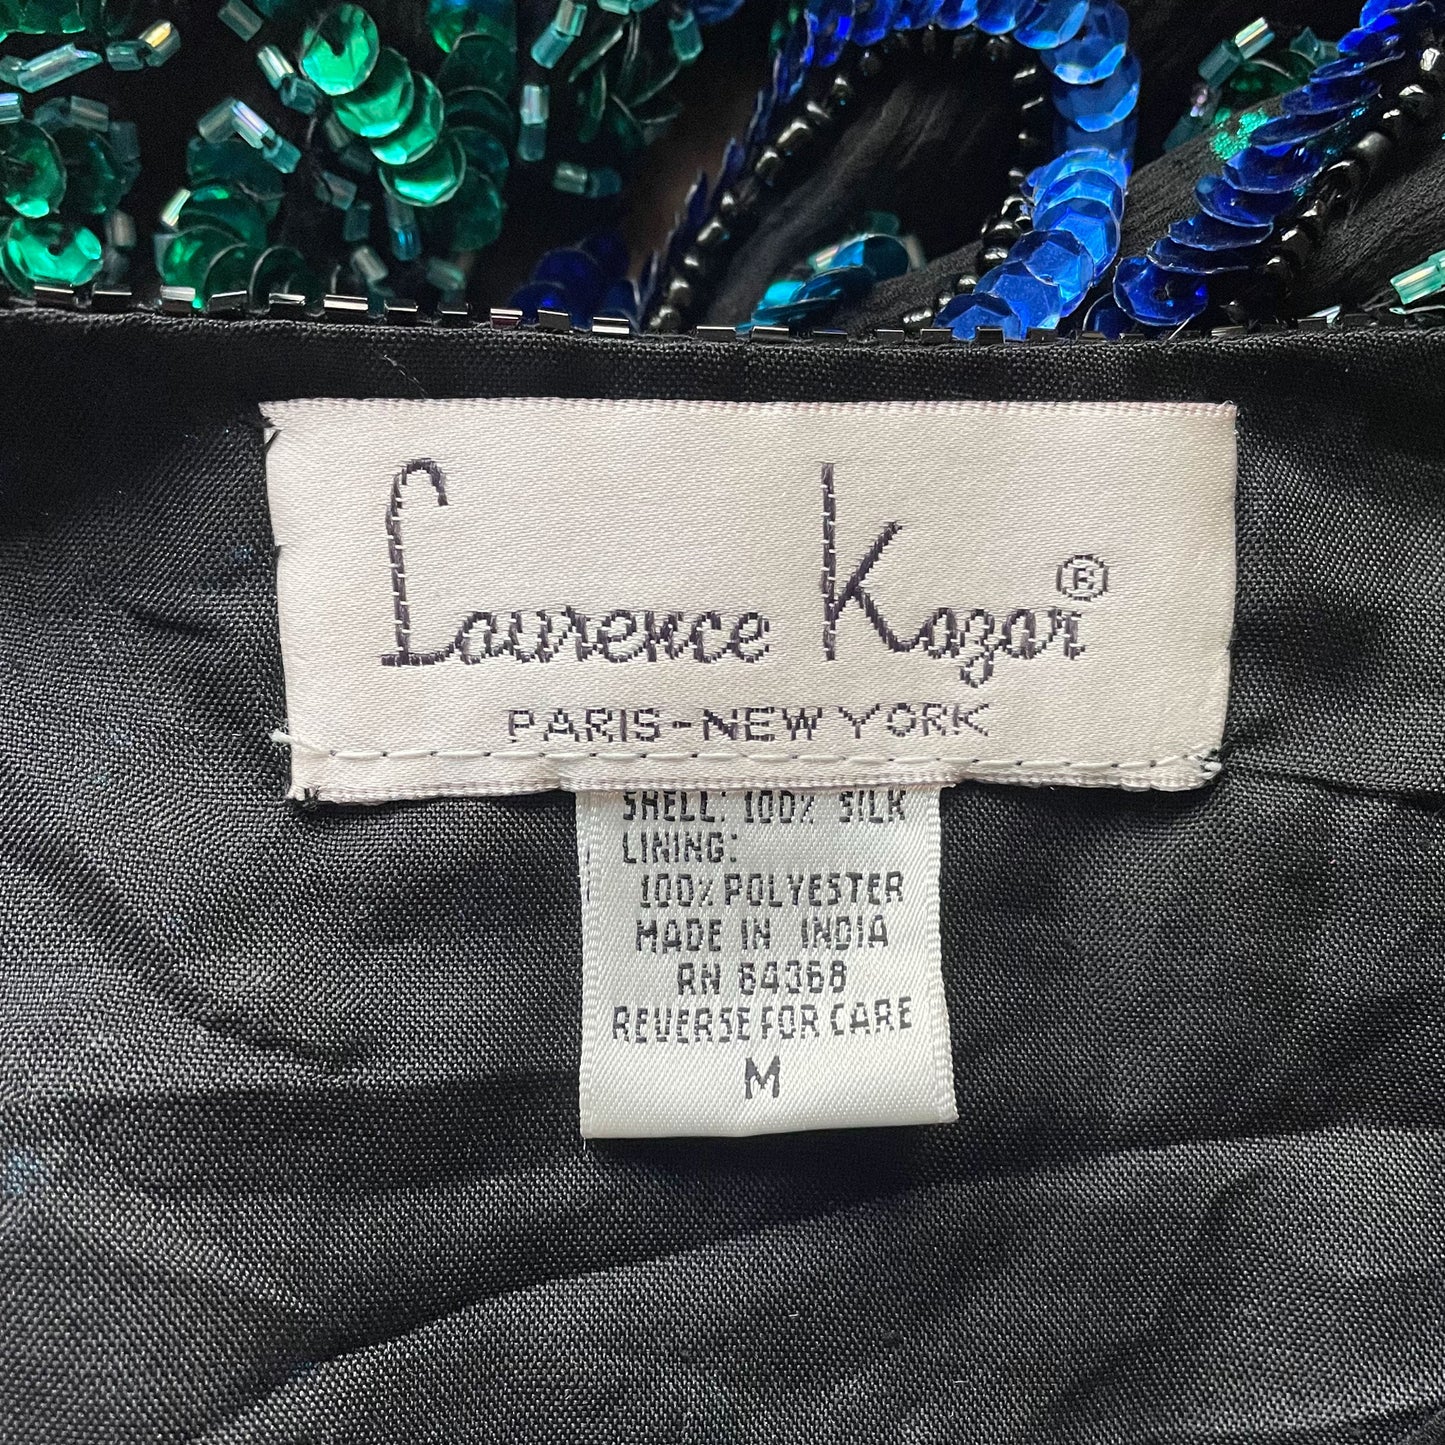 Laurence Kazar®
PARIS-NEW YORK
SHELL: 100% SILK
LINING:
100% POLYESTER
MADE IN INDIA
RN 64368
REVERSE FOR CARE
M